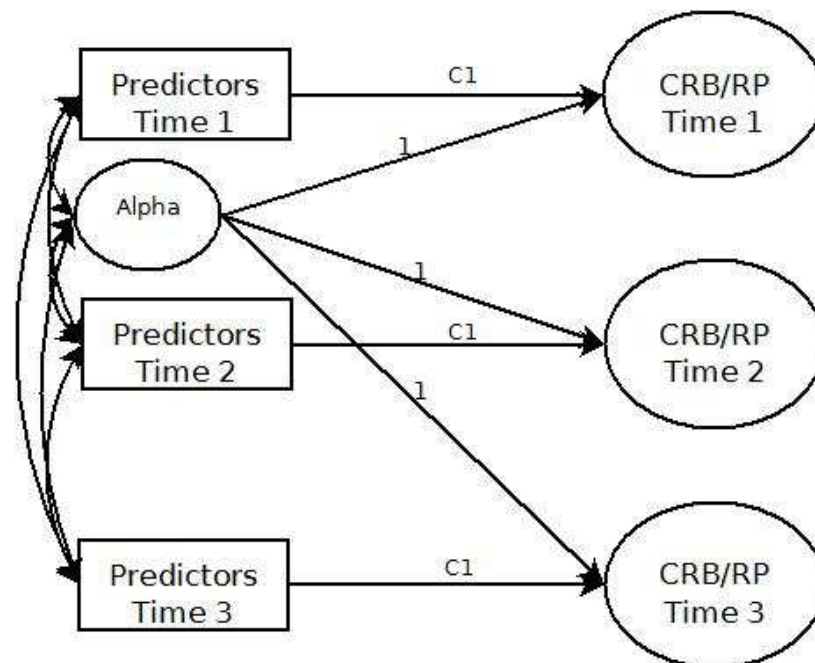 Predictors
Time 1
C1
CRB/RP
Time 1
1
Alpha
1
Predictors
Time 2
C1
CRB/RP
Time 2
1
Predictors
Time 3
C1
CRB/RP
Time 3